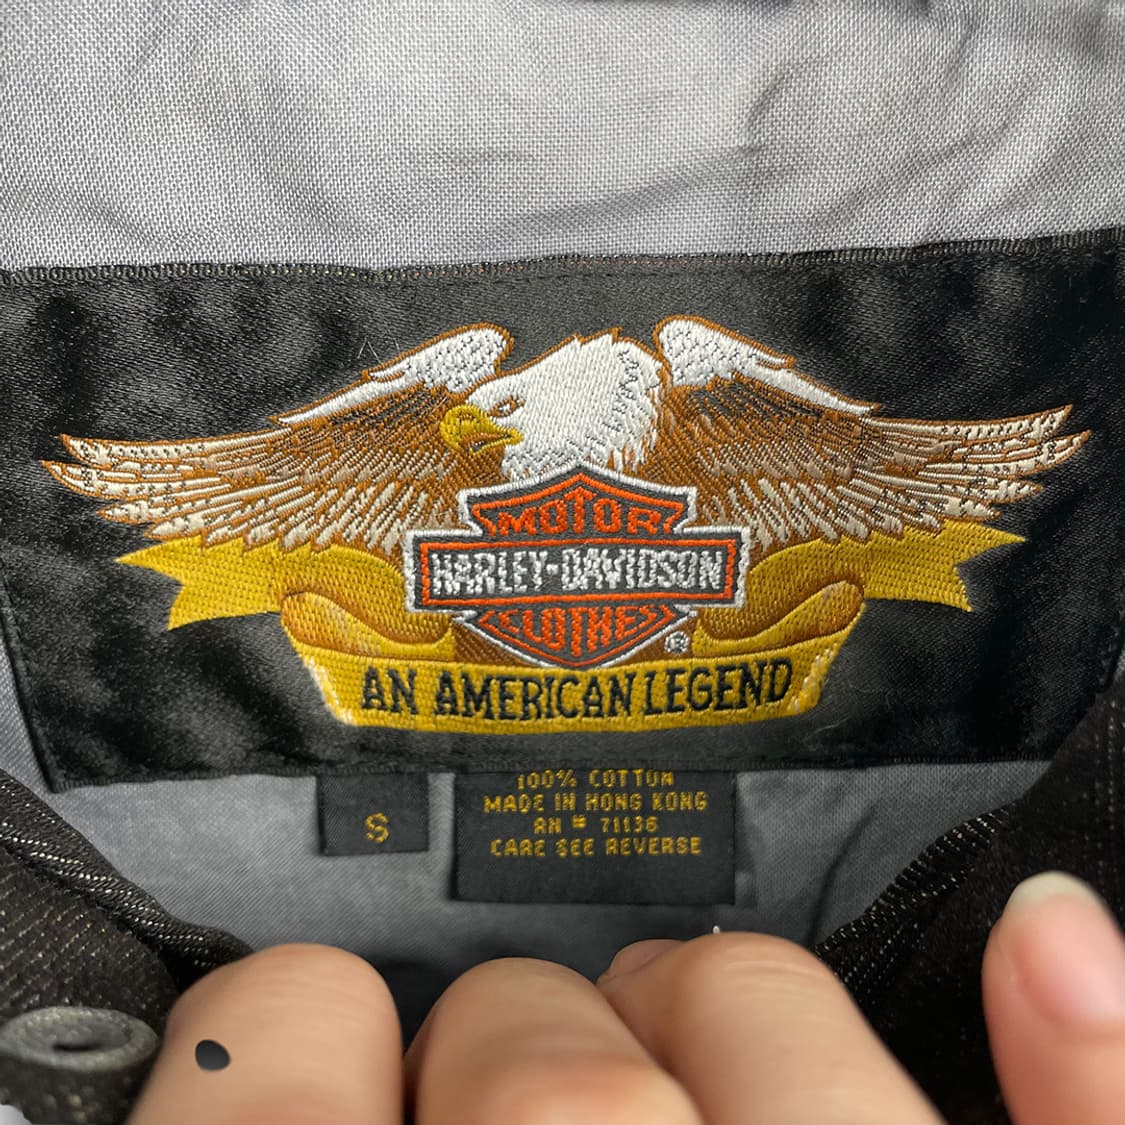 MOTOR
HARLEY-DAVIDSON
CLOTHES
®
AN AMERICAN LEGEND
S
100% COTTON
MADE IN HONG KONG
RN # 71136
CARE SEE REVERSE